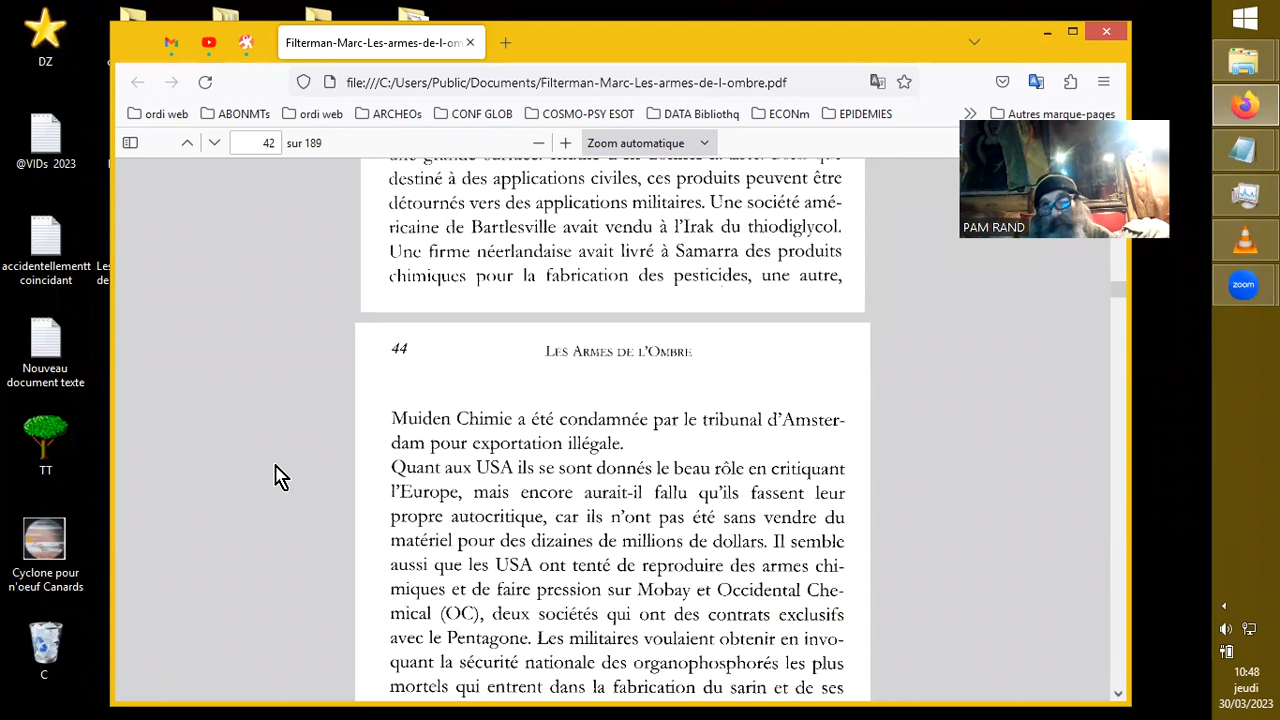 DZ
@VIDs 2023
accidentellementt
coincidant
Nouveau
document texte
TT
Cyclone pour
n'oeuf Canards
C
Filterman-Marc-Les-armes-de-l-om
file:///C:/Users/Public/Documents/Filterman-Marc-Les-armes-de-l-ombre.pdf
ordi web
ABONMTs
ordi web
ARCHEOs
CONF GLOB
COSMO-PSY ESOT
DATA Bibliothq
ECONm
EPIDEMIES
Autres marque-pages
42 sur 189
Zoom automatique
destiné à des applications civiles, ces produits peuvent être
détournés vers des applications militaires. Une société amé-
ricaine de Bartlesville avait vendu à l'Irak du thiodiglycol.
Une firme néerlandaise avait livré à Samarra des produits
chimiques pour la fabrication des pesticides, une autre,
44 LES ARMES DE L'OMBRE
Muiden Chimie a été condamnée par le tribunal d'Amster-
dam pour exportation illégale.
Quant aux USA ils se sont donnés le beau rôle en critiquant
l'Europe, mais encore aurait-il fallu qu'ils fassent leur
propre autocritique, car ils n'ont pas été sans vendre du
matériel pour des dizaines de millions de dollars. Il semble
aussi que les USA ont tenté de reproduire des armes chi-
miques et de faire pression sur Mobay et Occidental Che-
mical (OC), deux sociétés qui ont des contrats exclusifs
avec le Pentagone. Les militaires voulaient obtenir en invo-
quant la sécurité nationale des organophosphorés les plus
mortels qui entrent dans la fabrication du sarin et de ses
PAM RAND
zoom
10:48
jeudi
30/03/2023